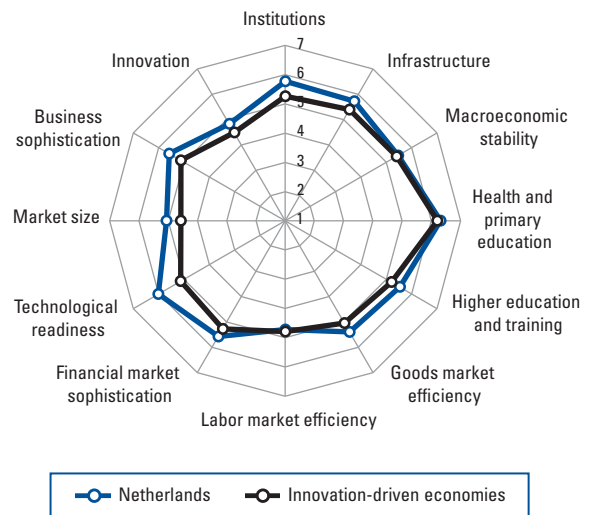 Institutions
7
Innovation
Infrastructure
6
5
Business
sophistication
Macroeconomic
stability
4
3
2
Market size
1
Health and
primary
education
Technological
readiness
Higher education
and training
Financial market
sophistication
Goods market
efficiency
Labor market efficiency
Netherlands
Innovation-driven economies